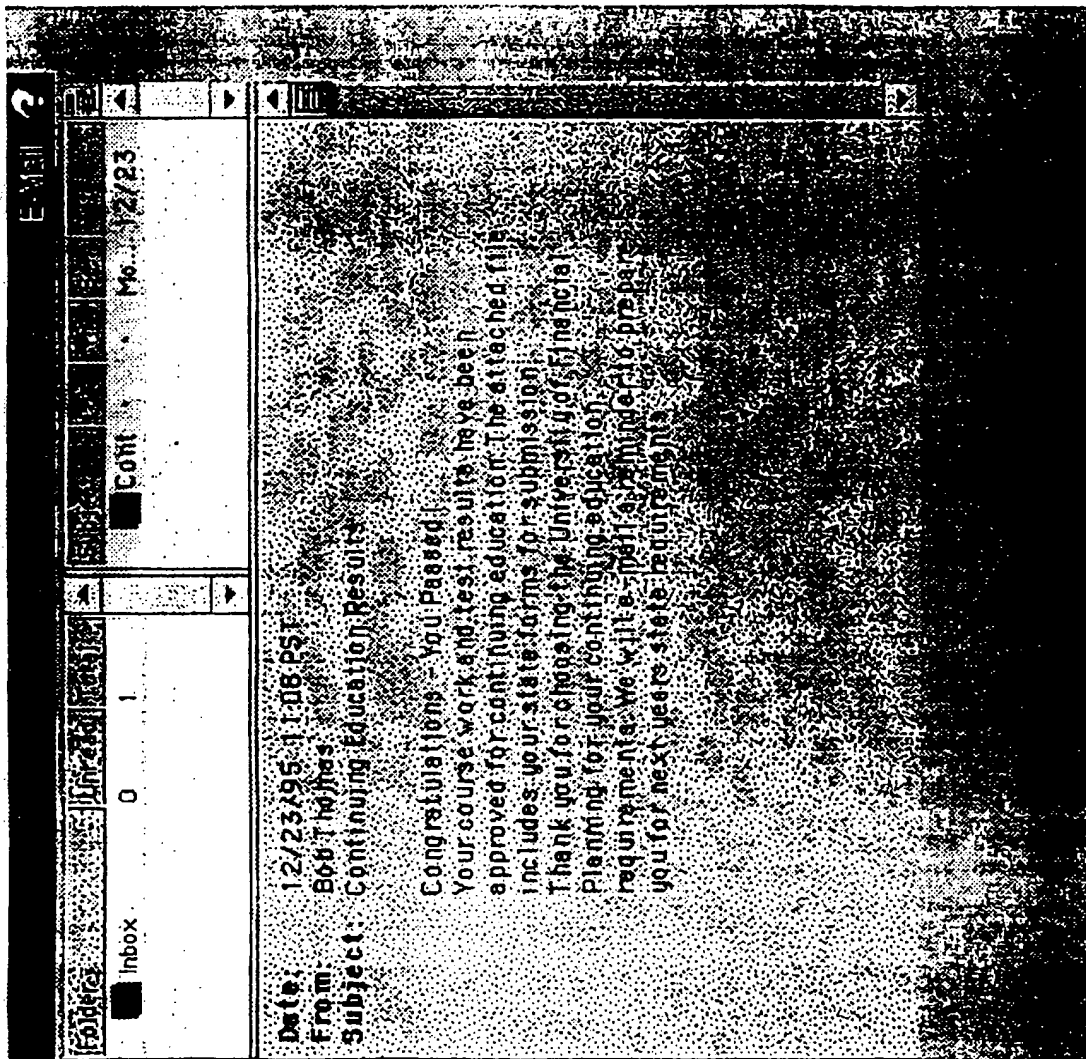 E-Mail ?
Folders Unread Total
Inbox 0 1
Cont Mo... 12/23
Date: 12/23/95 11:08 PST
From: Bob Thomas
Subject: Continuing Education Results
Congratulations - You Passed!
Your course work and test results have been
approved for continuing education. The attached file
includes your state forms for submission.
Thank you for choosing the University of Financial
Planning for your continuing education
requirements. We will e-mail a reminder to prepare
you for next years state requirements